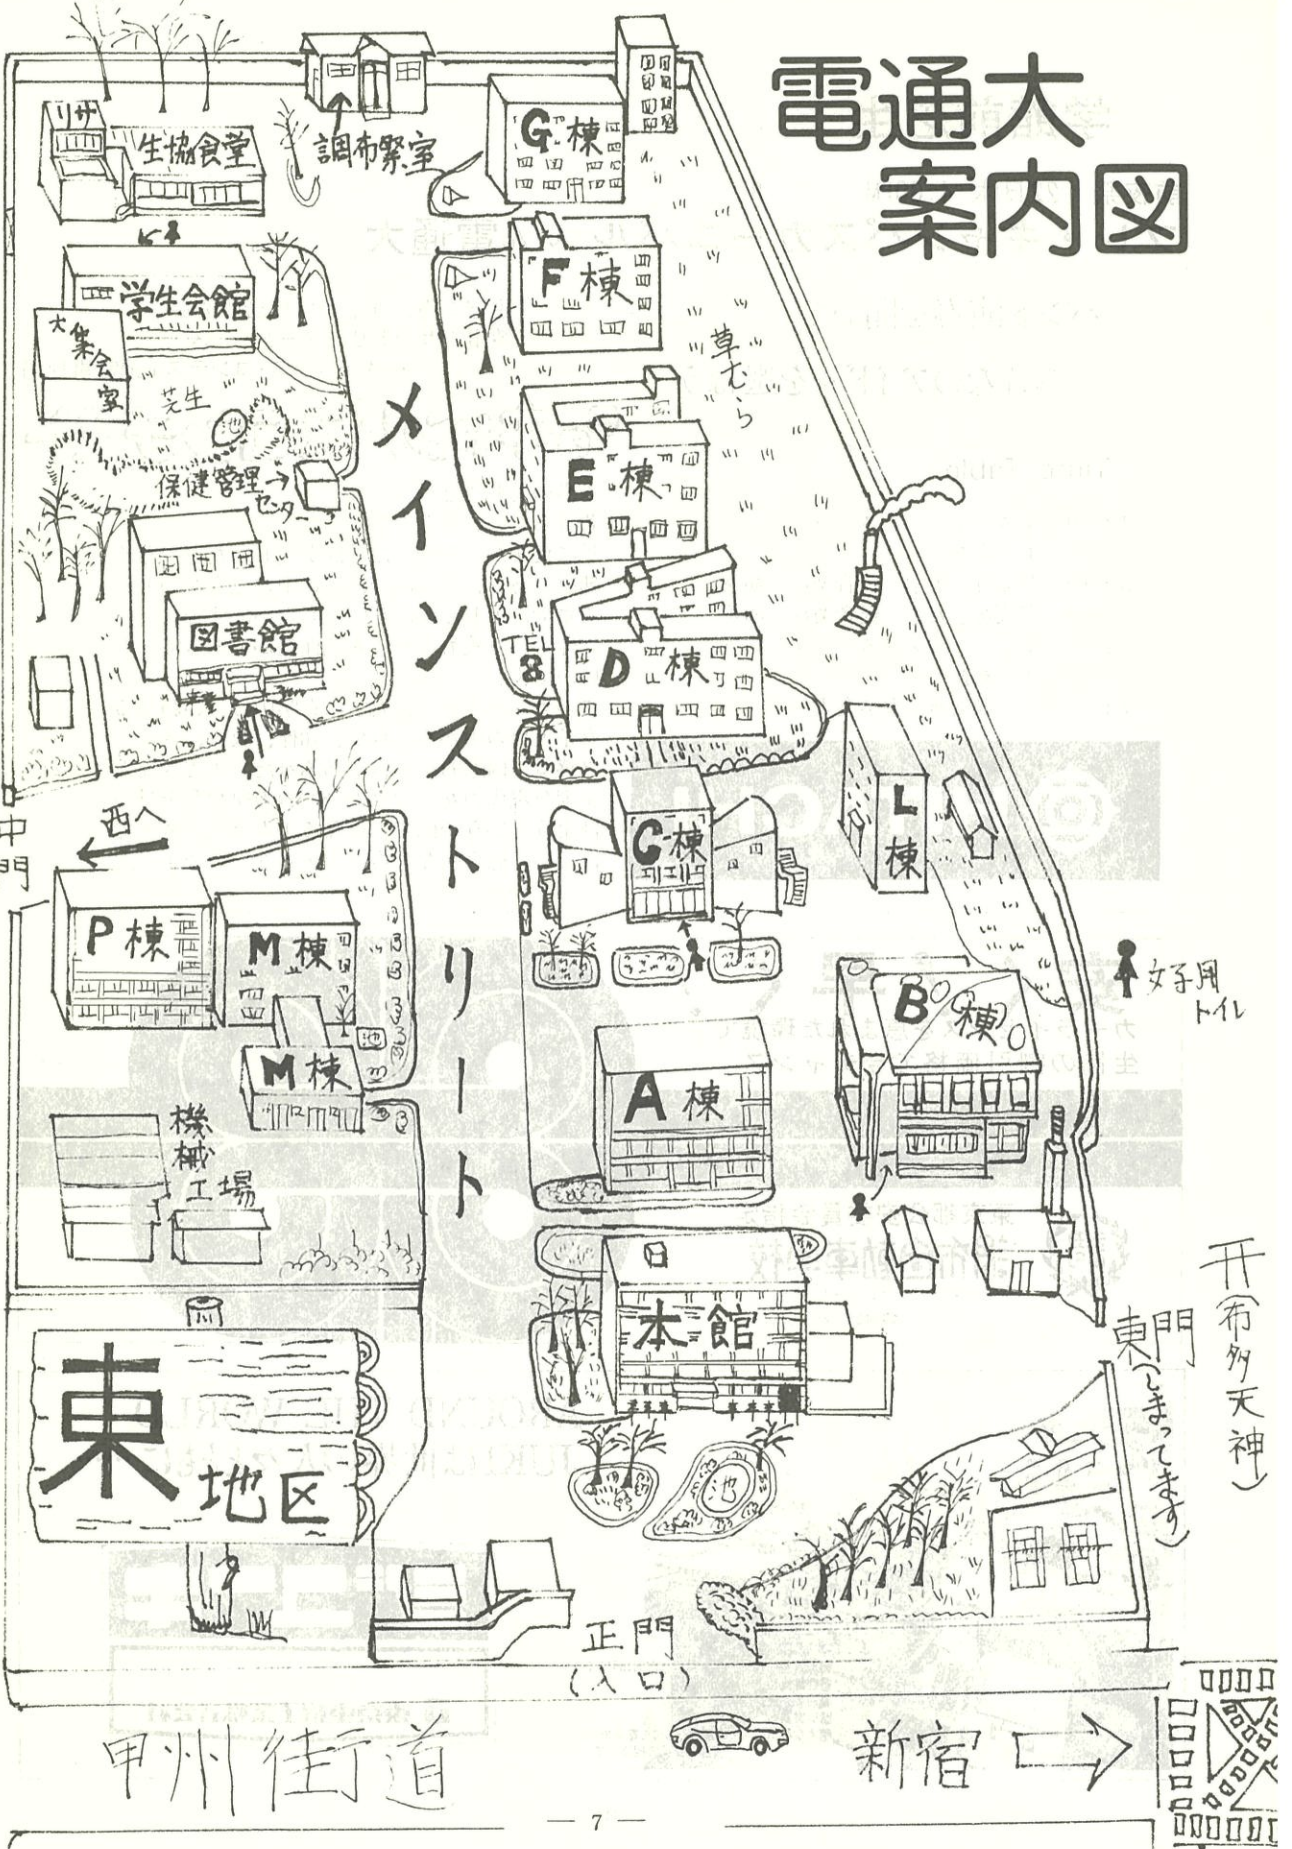 電通大
案内図
リサ
生協食堂
調布祭室
G棟
学生会館
大集会室
F棟
草むら
芝生
池
メインストリート
E棟
保健管理
センター
図書館
TEL
D棟
L棟
C棟
中門
西へ
P棟
M棟
池
M棟
B棟
女子用
トイレ
A棟
機械
工場
本館
東地区
池
東門(しまってます)
布多天神
正門
(入口)
甲州街道
新宿
— 7 —